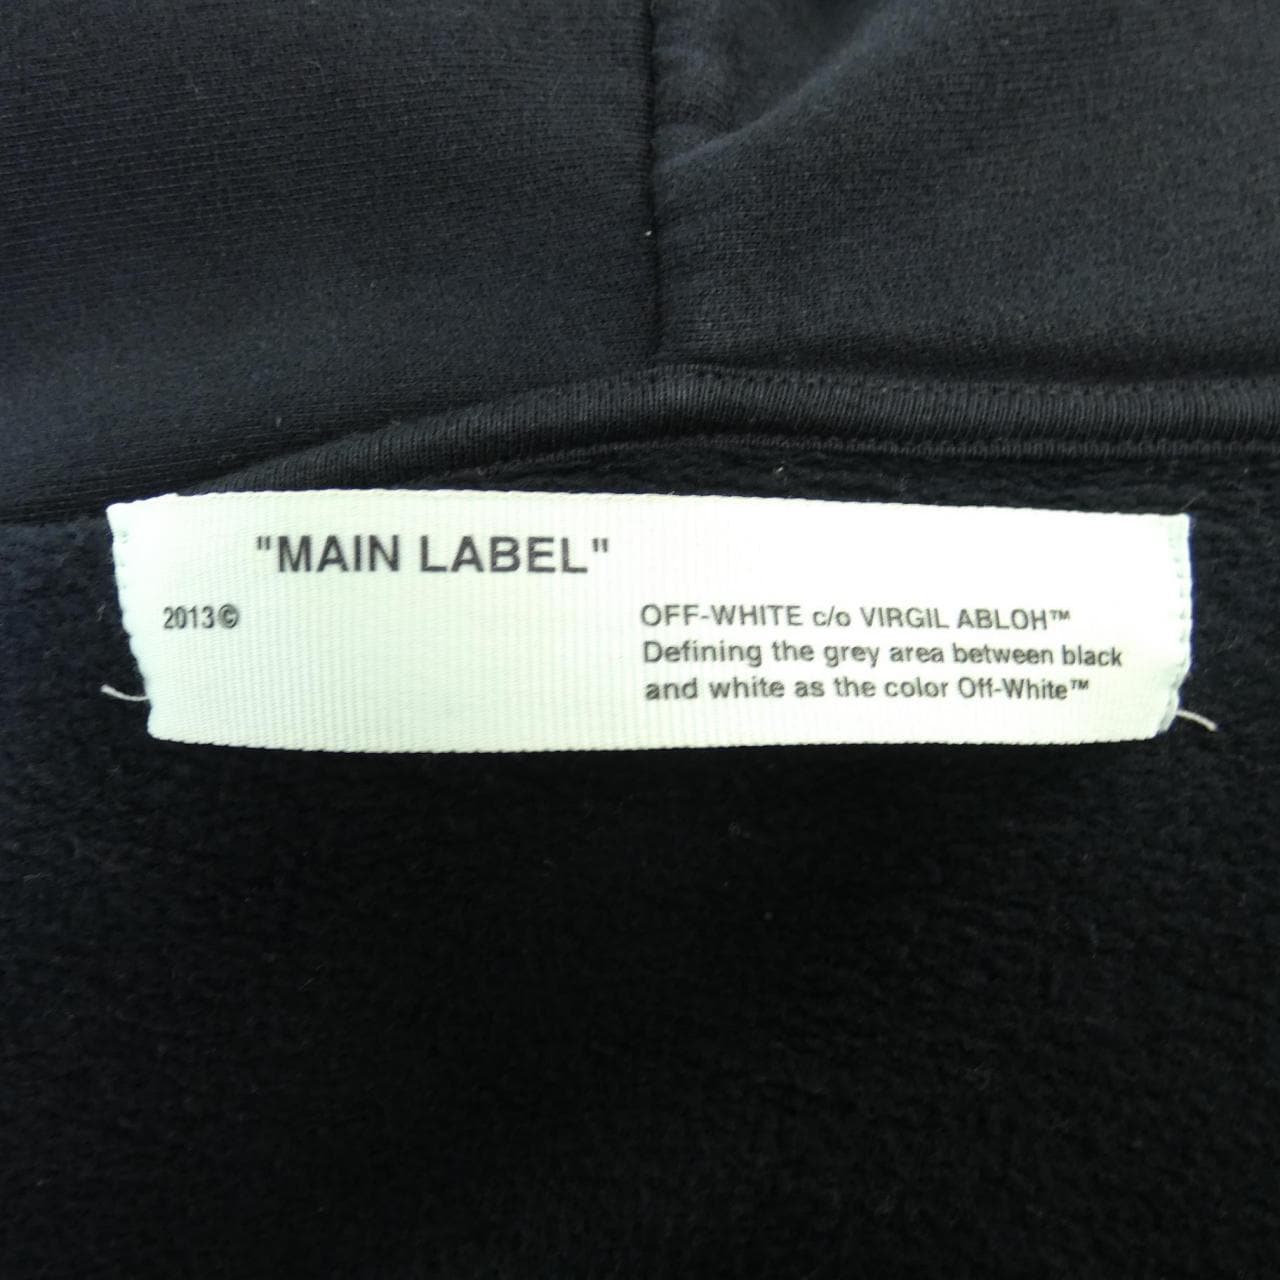 "MAIN LABEL"
2013©
OFF-WHITE c/o VIRGIL ABLOH™
Defining the grey area between black
and white as the color Off-White™